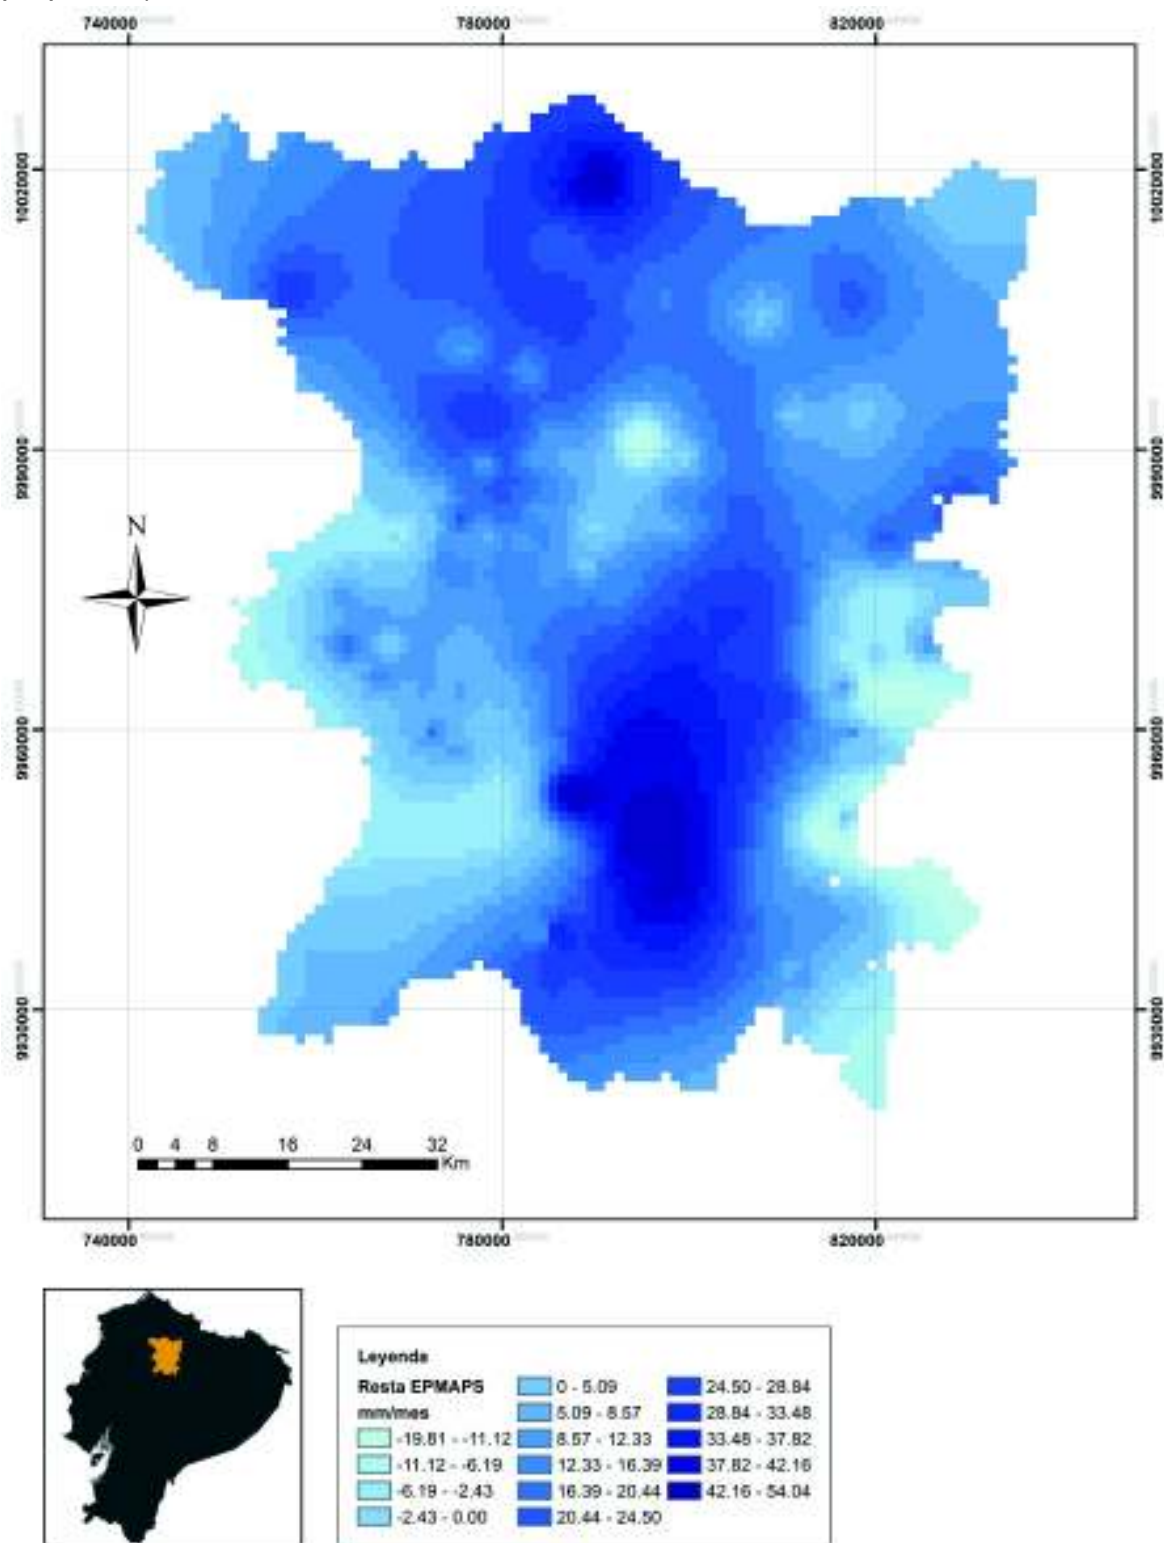 740000 780000 820000
10020000 10020000
9990000 9990000
N
9960000 9960000
9930000 9930000
0 4 8 16 24 32
Km
740000 780000 820000
Leyenda
Resta EPMAPS
mm/mes
-19.81 - -11.12
-11.12 - -6.19
-6.19 - -2.43
-2.43 - 0.00
0 - 5.09
5.09 - 8.57
8.57 - 12.33
12.33 - 16.39
16.39 - 20.44
20.44 - 24.50
24.50 - 28.84
28.84 - 33.48
33.48 - 37.82
37.82 - 42.16
42.16 - 54.04